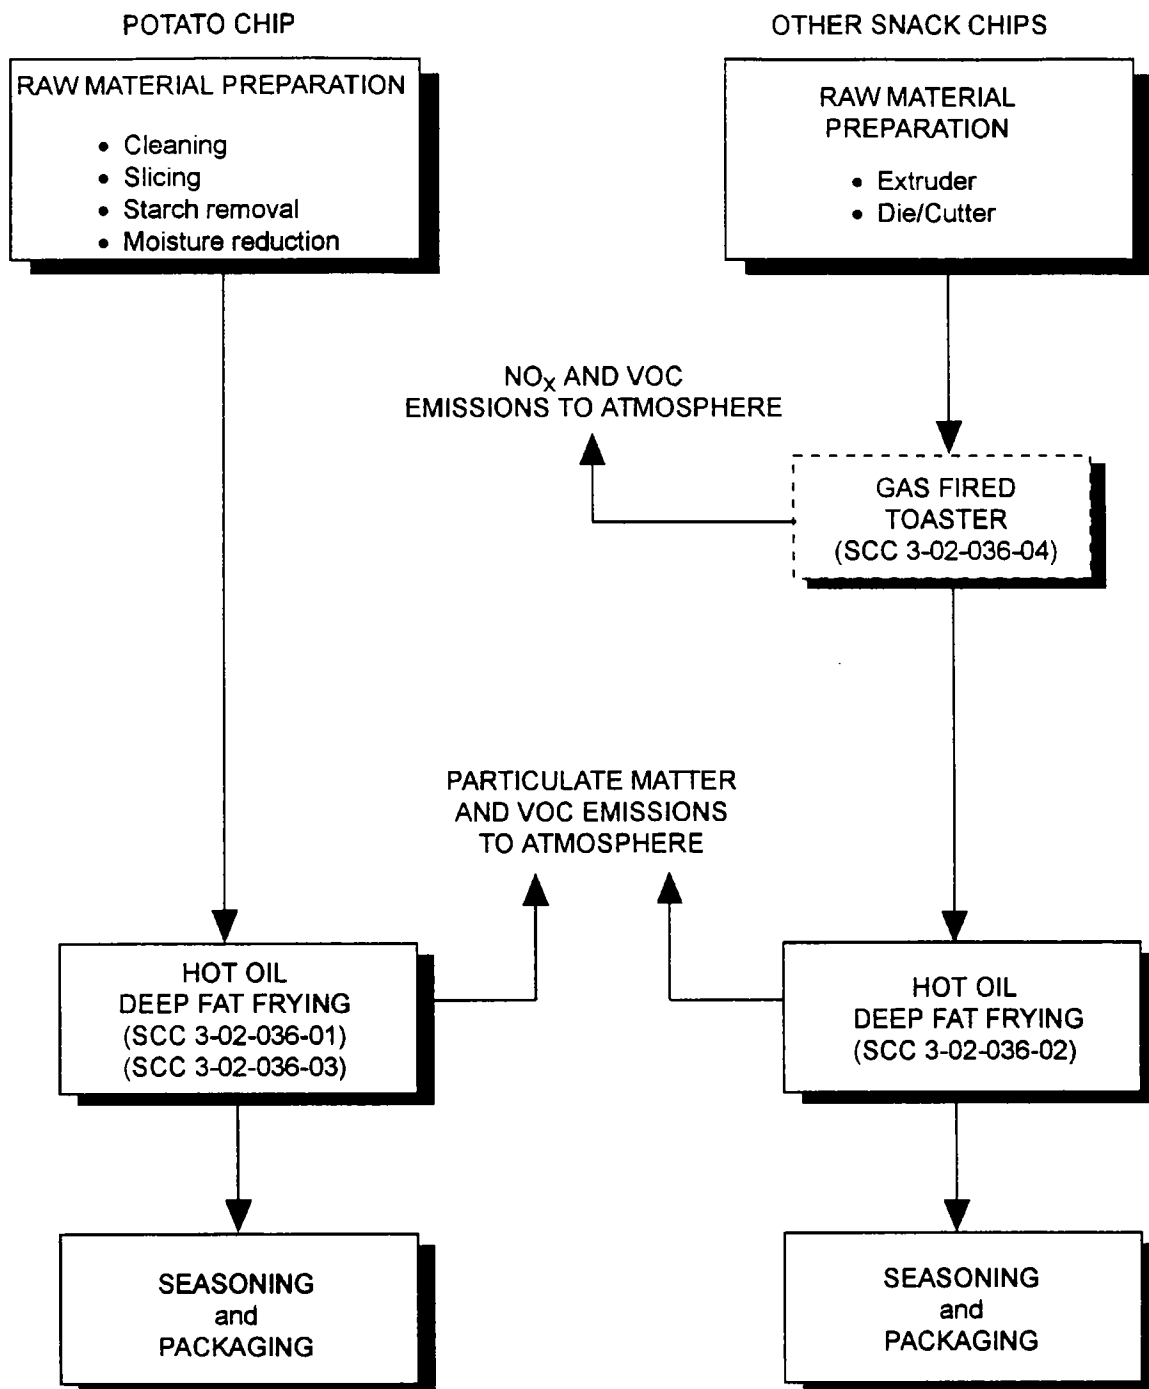 POTATO CHIP
RAW MATERIAL PREPARATION
• Cleaning
• Slicing
• Starch removal
• Moisture reduction
OTHER SNACK CHIPS
RAW MATERIAL
PREPARATION
• Extruder
• Die/Cutter
NOX AND VOC
EMISSIONS TO ATMOSPHERE
GAS FIRED
TOASTER
(SCC 3-02-036-04)
PARTICULATE MATTER
AND VOC EMISSIONS
TO ATMOSPHERE
HOT OIL
DEEP FAT FRYING
(SCC 3-02-036-01)
(SCC 3-02-036-03)
HOT OIL
DEEP FAT FRYING
(SCC 3-02-036-02)
SEASONING
and
PACKAGING
SEASONING
and
PACKAGING